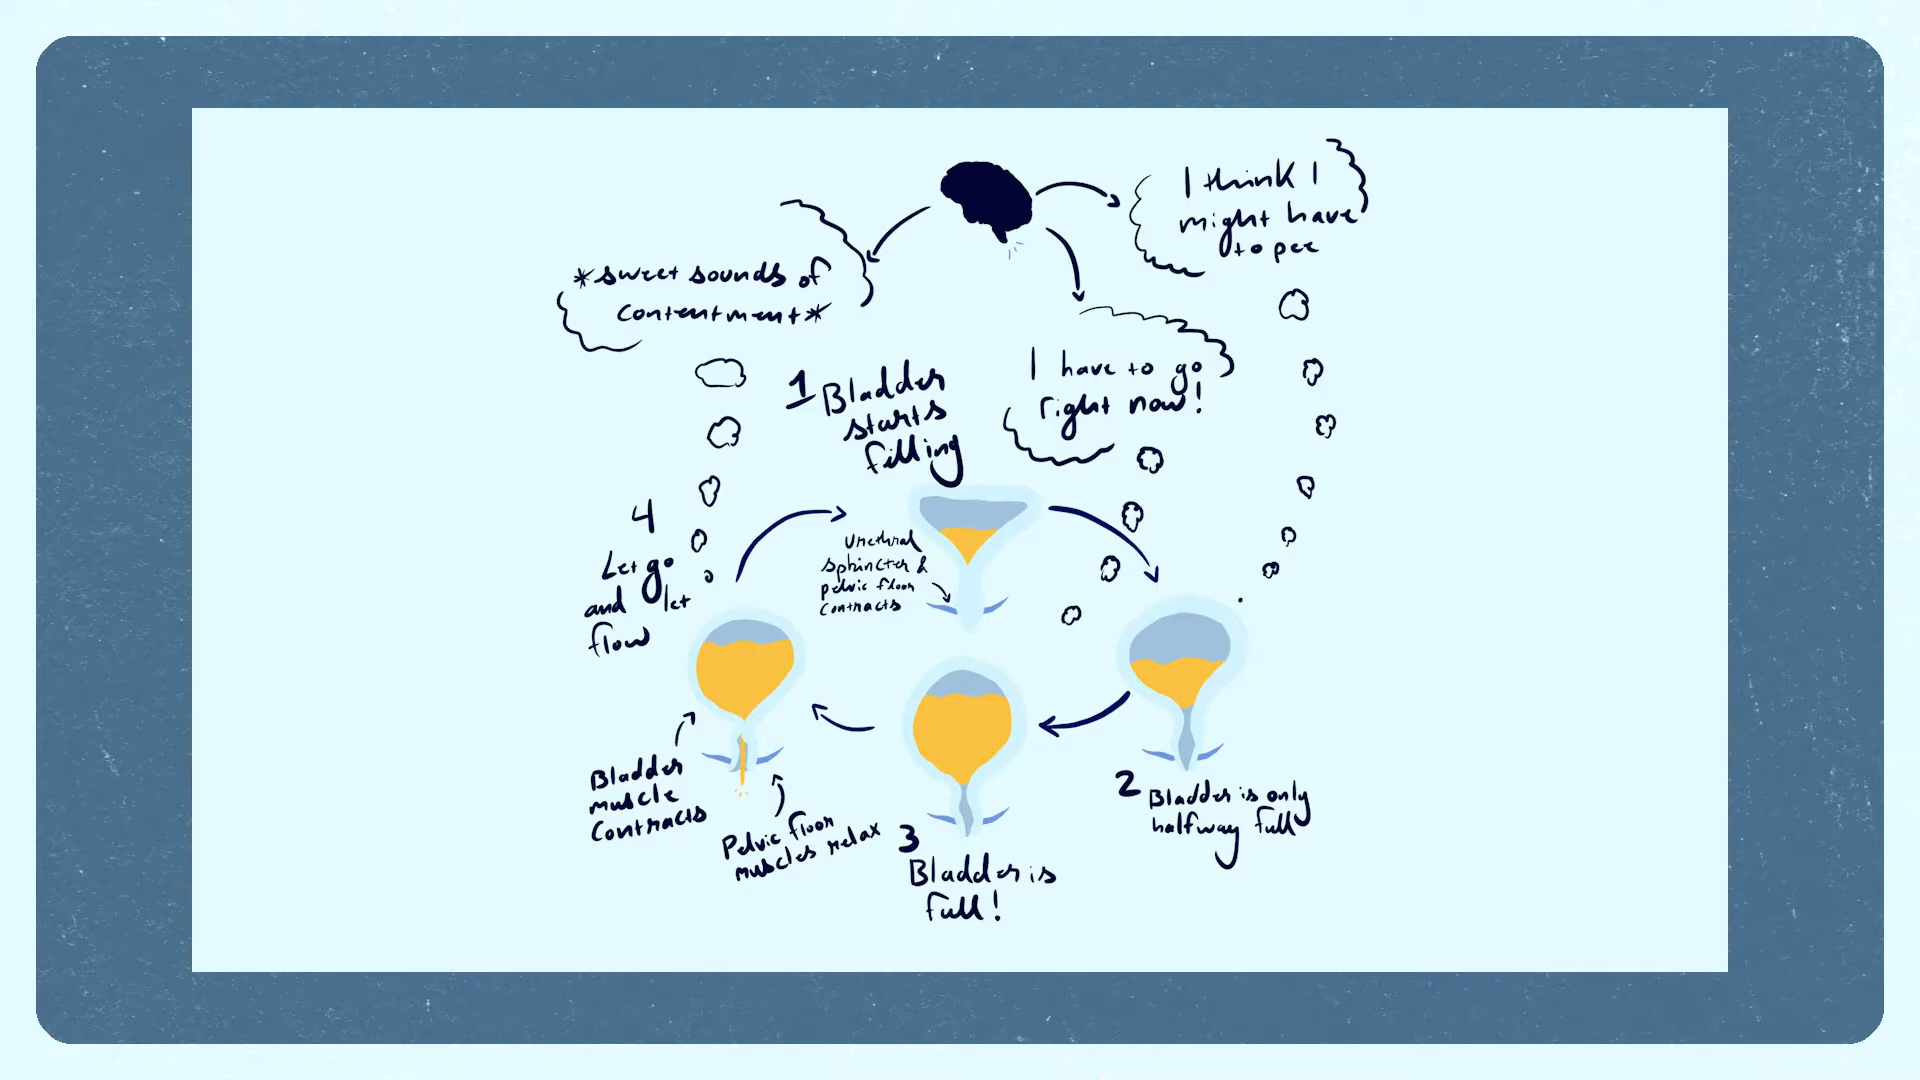 I think I
might have
to pee
*sweet sounds of
contentment*
I have to go
right now!
1 Bladder
starts
filling
Urethral
sphincter &
pelvic floor
contracts
2 Bladder is only
halfway full
3
Bladder is
full!
4
Let go
and let
flow
Bladder
muscle
contracts
Pelvic floor
muscles relax